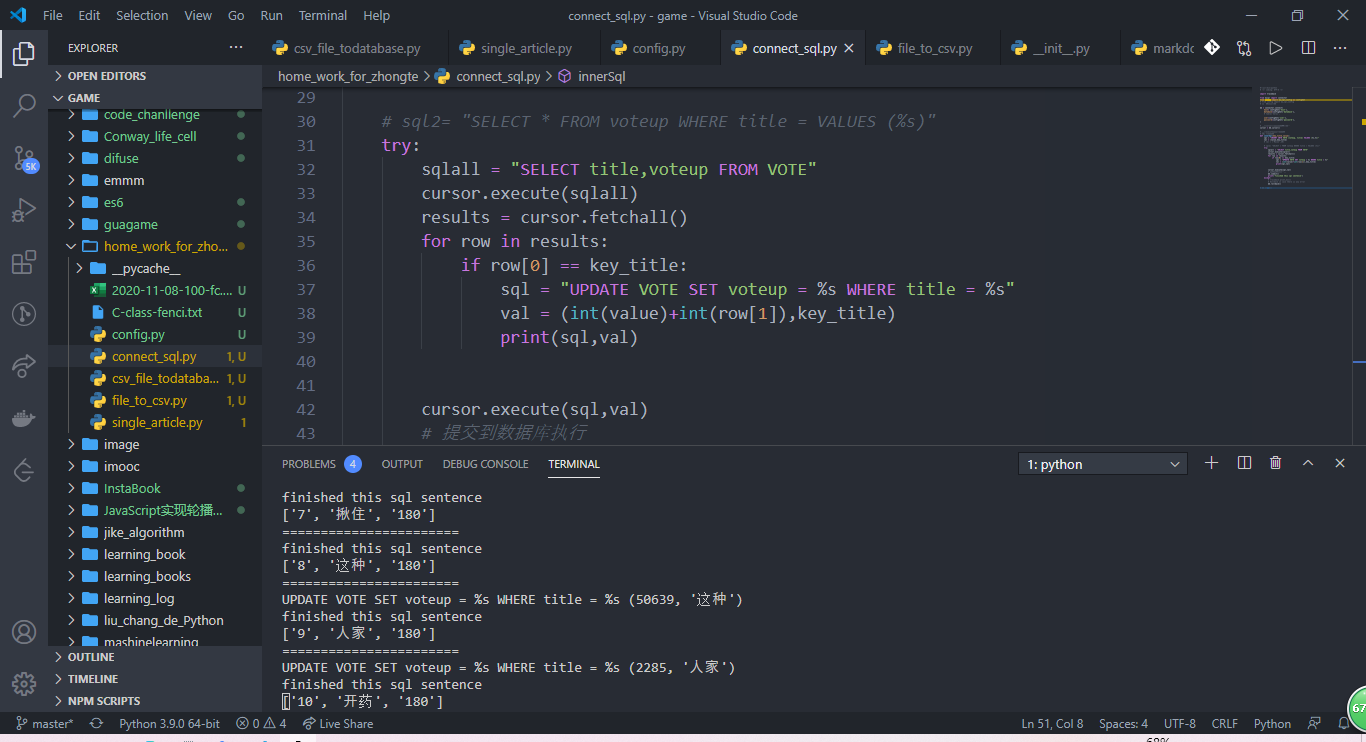 File Edit Selection View Go Run Terminal Help
connect_sql.py - game - Visual Studio Code
EXPLORER
OPEN EDITORS
GAME
code_chanllenge
Conway_life_cell
difuse
emmm
es6
guagame
home_work_for_zho...
__pycache__
2020-11-08-100-fc.... U
C-class-fenci.txt U
config.py U
connect_sql.py 1, U
csv_file_todataba... 1, U
file_to_csv.py 1, U
single_article.py 1
image
imooc
InstaBook
JavaScript实现轮播...
jike_algorithm
learning_book
learning_books
learning_log
liu_chang_de_Python
mashinelearning
OUTLINE
TIMELINE
NPM SCRIPTS
5K
csv_file_todatabase.py single_article.py config.py connect_sql.py file_to_csv.py __init__.py markdc
home_work_for_zhongte > connect_sql.py > innerSql
29
30 # sql2= "SELECT * FROM voteup WHERE title = VALUES (%s)"
31 try:
32 sqlall = "SELECT title,voteup FROM VOTE"
33 cursor.execute(sqlall)
34 results = cursor.fetchall()
35 for row in results:
36 if row[0] == key_title:
37 sql = "UPDATE VOTE SET voteup = %s WHERE title = %s"
38 val = (int(value)+int(row[1]),key_title)
39 print(sql,val)
40
41
42 cursor.execute(sql,val)
43 # 提交到数据库执行
PROBLEMS 4 OUTPUT DEBUG CONSOLE TERMINAL 1: python
finished this sql sentence
['7', '揪住', '180']
=======================
finished this sql sentence
['8', '这种', '180']
=======================
UPDATE VOTE SET voteup = %s WHERE title = %s (50639, '这种')
finished this sql sentence
['9', '人家', '180']
=======================
UPDATE VOTE SET voteup = %s WHERE title = %s (2285, '人家')
finished this sql sentence
['10', '开药', '180']
master* Python 3.9.0 64-bit 0 4 Live Share Ln 51, Col 8 Spaces: 4 UTF-8 CRLF Python
67